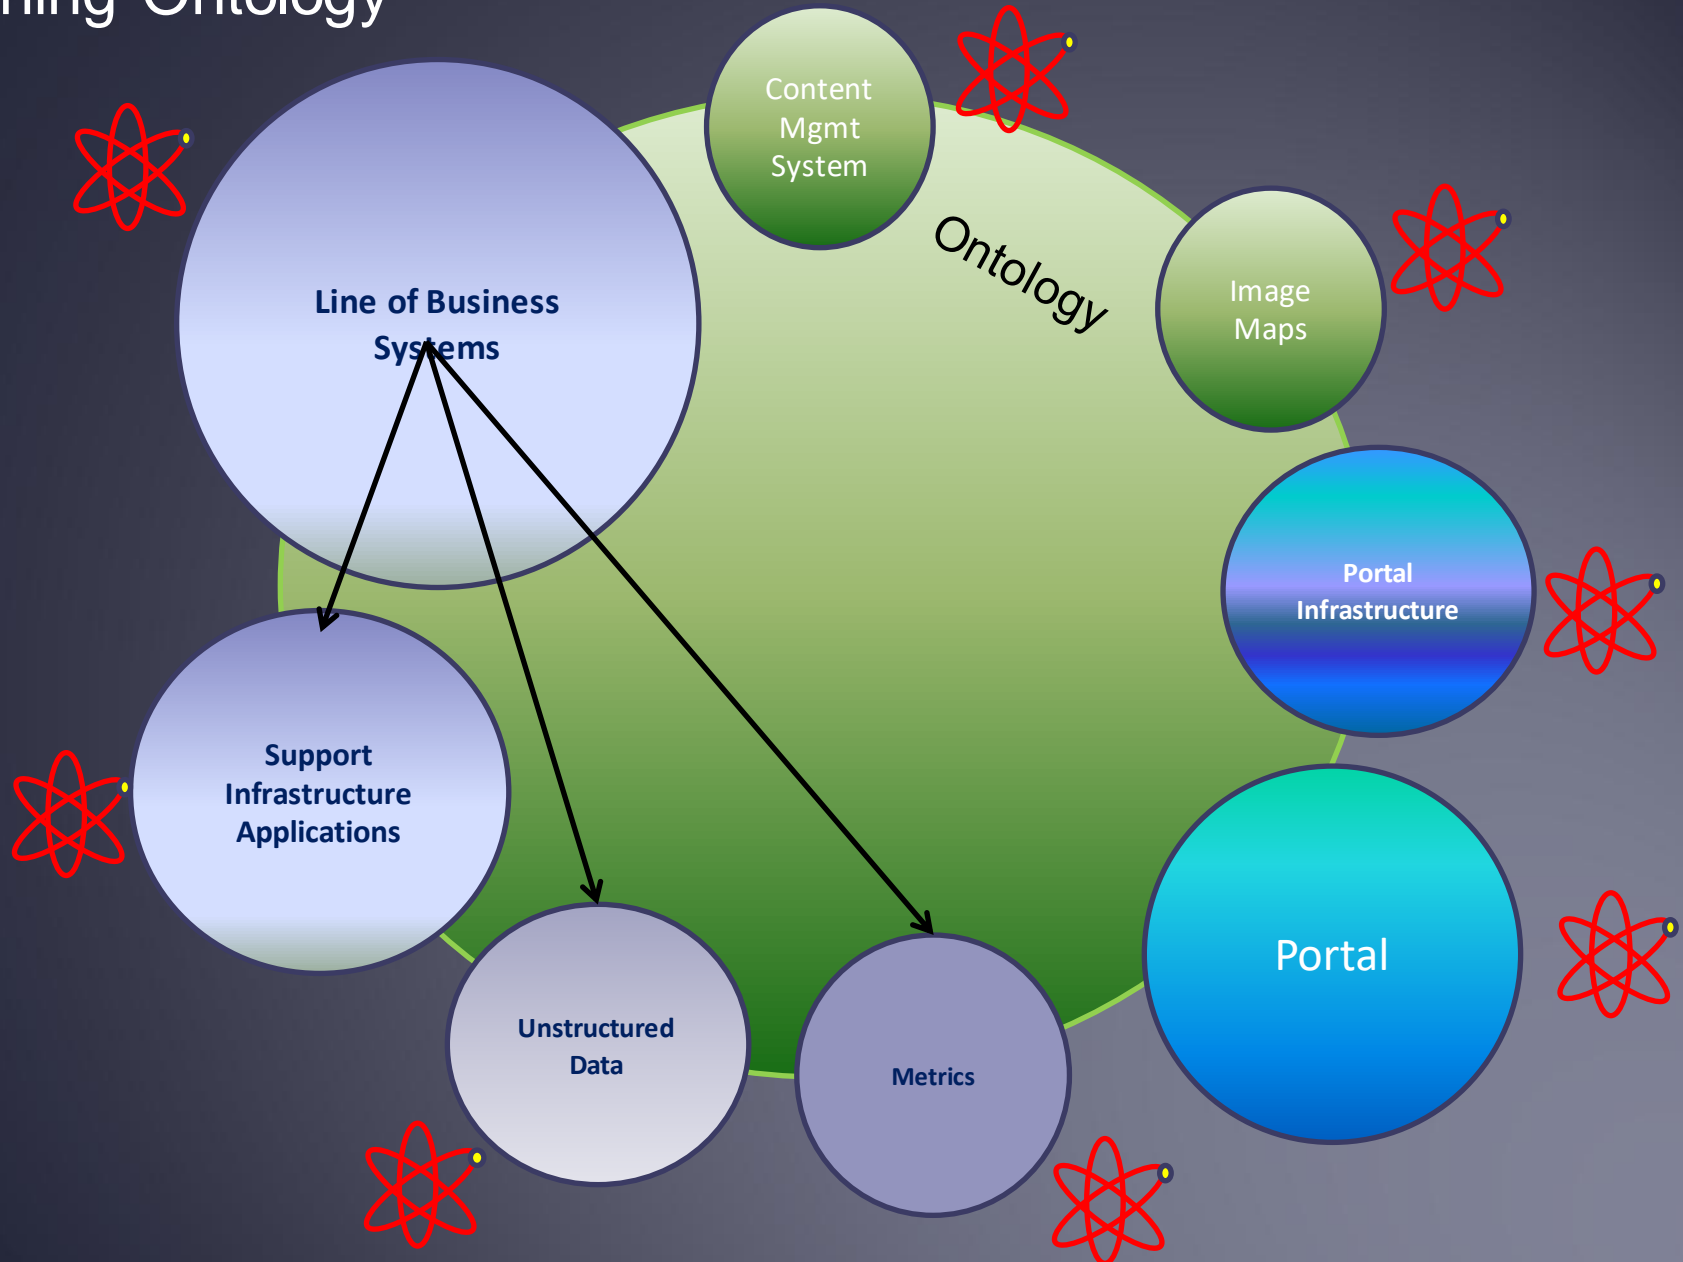 Ontology
Content
Mgmt
System
Ontology
Image
Maps
Line of Business
Systems
Portal
Infrastructure
Support
Infrastructure
Applications
Portal
Unstructured
Data
Metrics